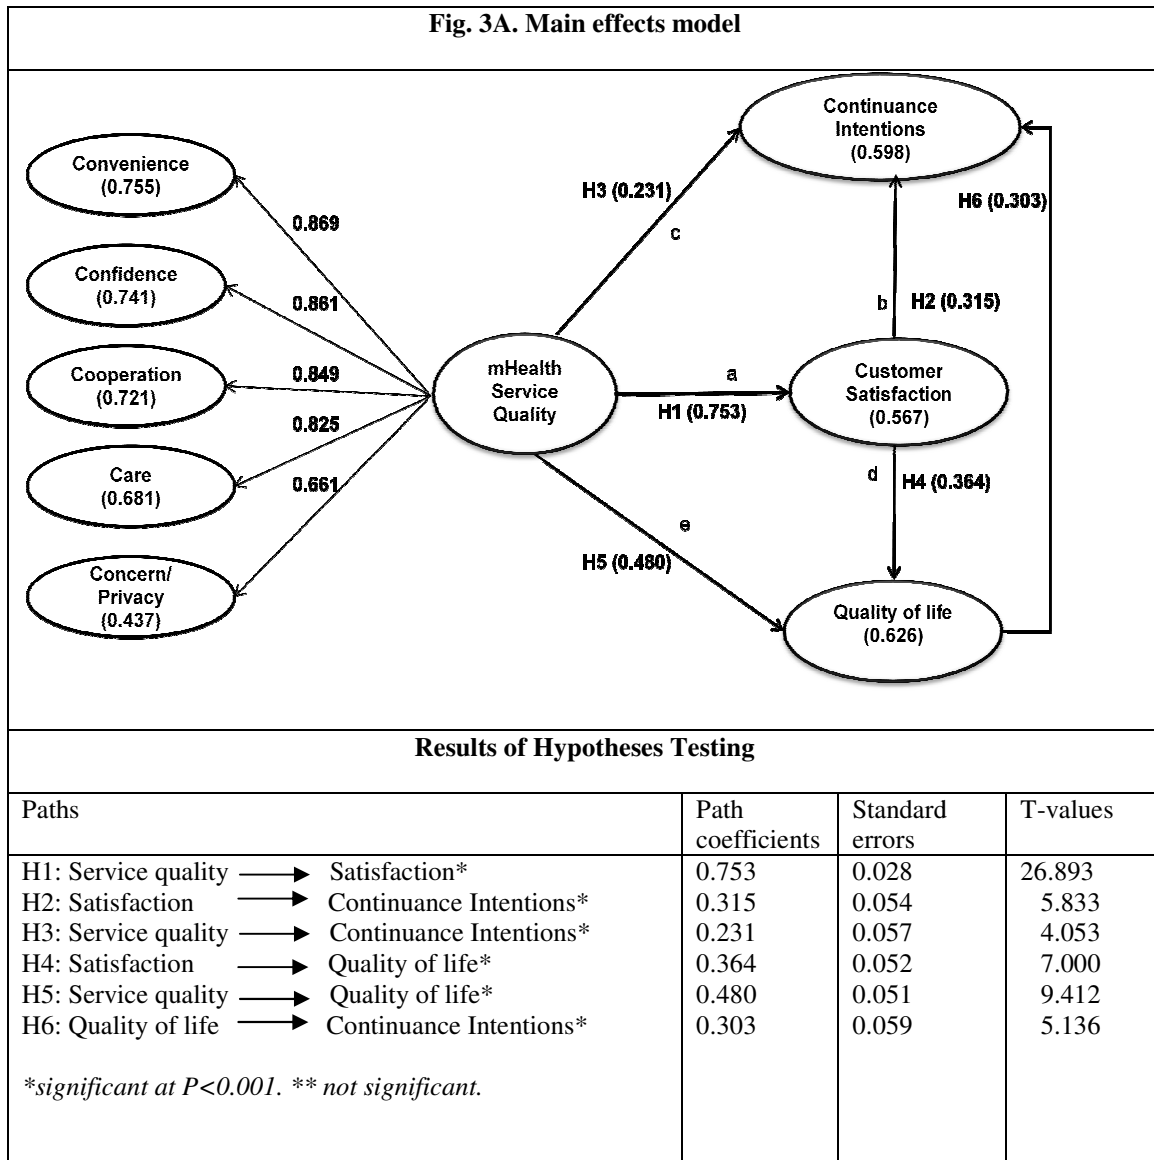 Fig. 3A. Main effects model
Continuance
Intentions
(0.598)
Convenience
(0.755)
H3 (0.231)
H6 (0.303)
0.869
c
Confidence
(0.741)
0.861
b
H2 (0.315)
Cooperation
(0.721)
0.849
mHealth
Service
Quality
a
H1 (0.753)
Customer
Satisfaction
(0.567)
0.825
Care
(0.681)
0.661
d
H4 (0.364)
e
H5 (0.480)
Concern/
Privacy
(0.437)
Quality of life
(0.626)
Results of Hypotheses Testing
Paths
Path
coefficients
Standard
errors
T-values
H1: Service quality ⟶ Satisfaction* 0.753 0.028 26.893
H2: Satisfaction ⟶ Continuance Intentions* 0.315 0.054 5.833
H3: Service quality ⟶ Continuance Intentions* 0.231 0.057 4.053
H4: Satisfaction ⟶ Quality of life* 0.364 0.052 7.000
H5: Service quality ⟶ Quality of life* 0.480 0.051 9.412
H6: Quality of life ⟶ Continuance Intentions* 0.303 0.059 5.136
*significant at P<0.001. ** not significant.